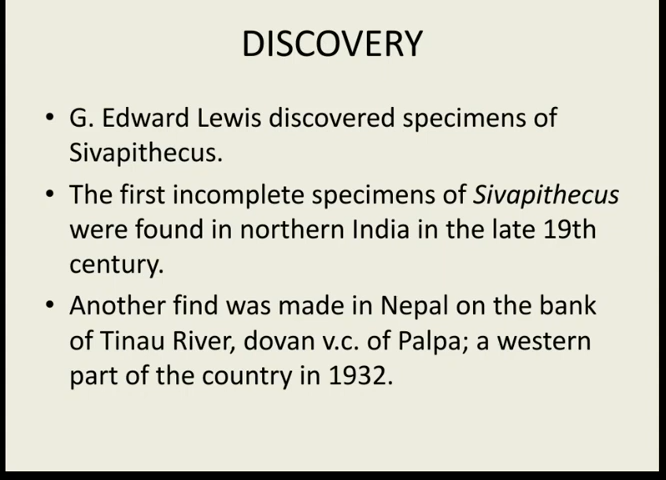 DISCOVERY
• G. Edward Lewis discovered specimens of
Sivapithecus.
• The first incomplete specimens of Sivapithecus
were found in northern India in the late 19th
century.
• Another find was made in Nepal on the bank
of Tinau River, dovan v.c. of Palpa; a western
part of the country in 1932.